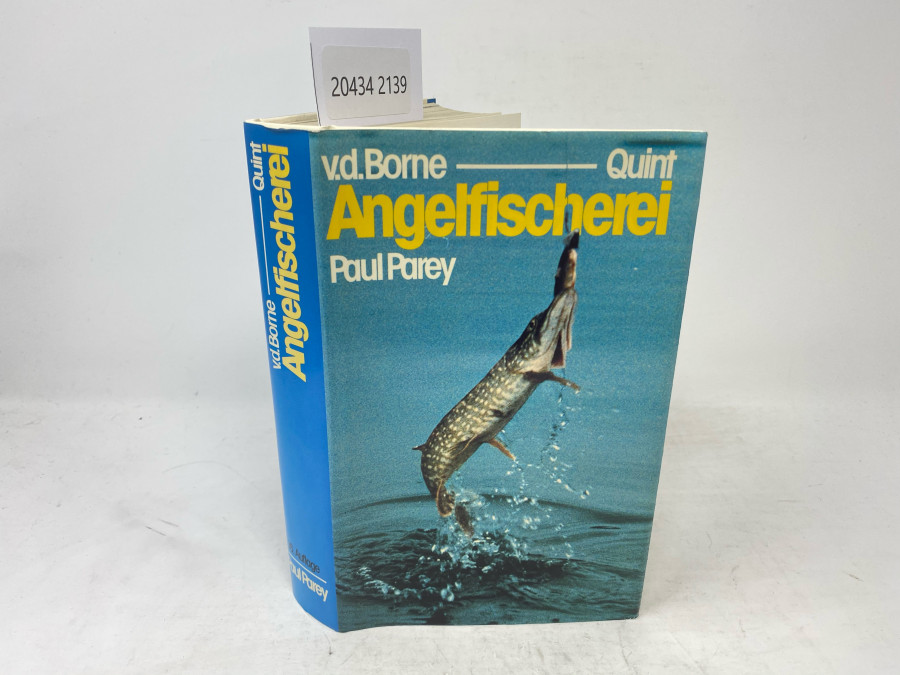 20434 2139
v.d.Borne Quint
Angelfischerei
Paul Parey
v.d.Borne Quint
Angelfischerei
Auflage
Paul Parey